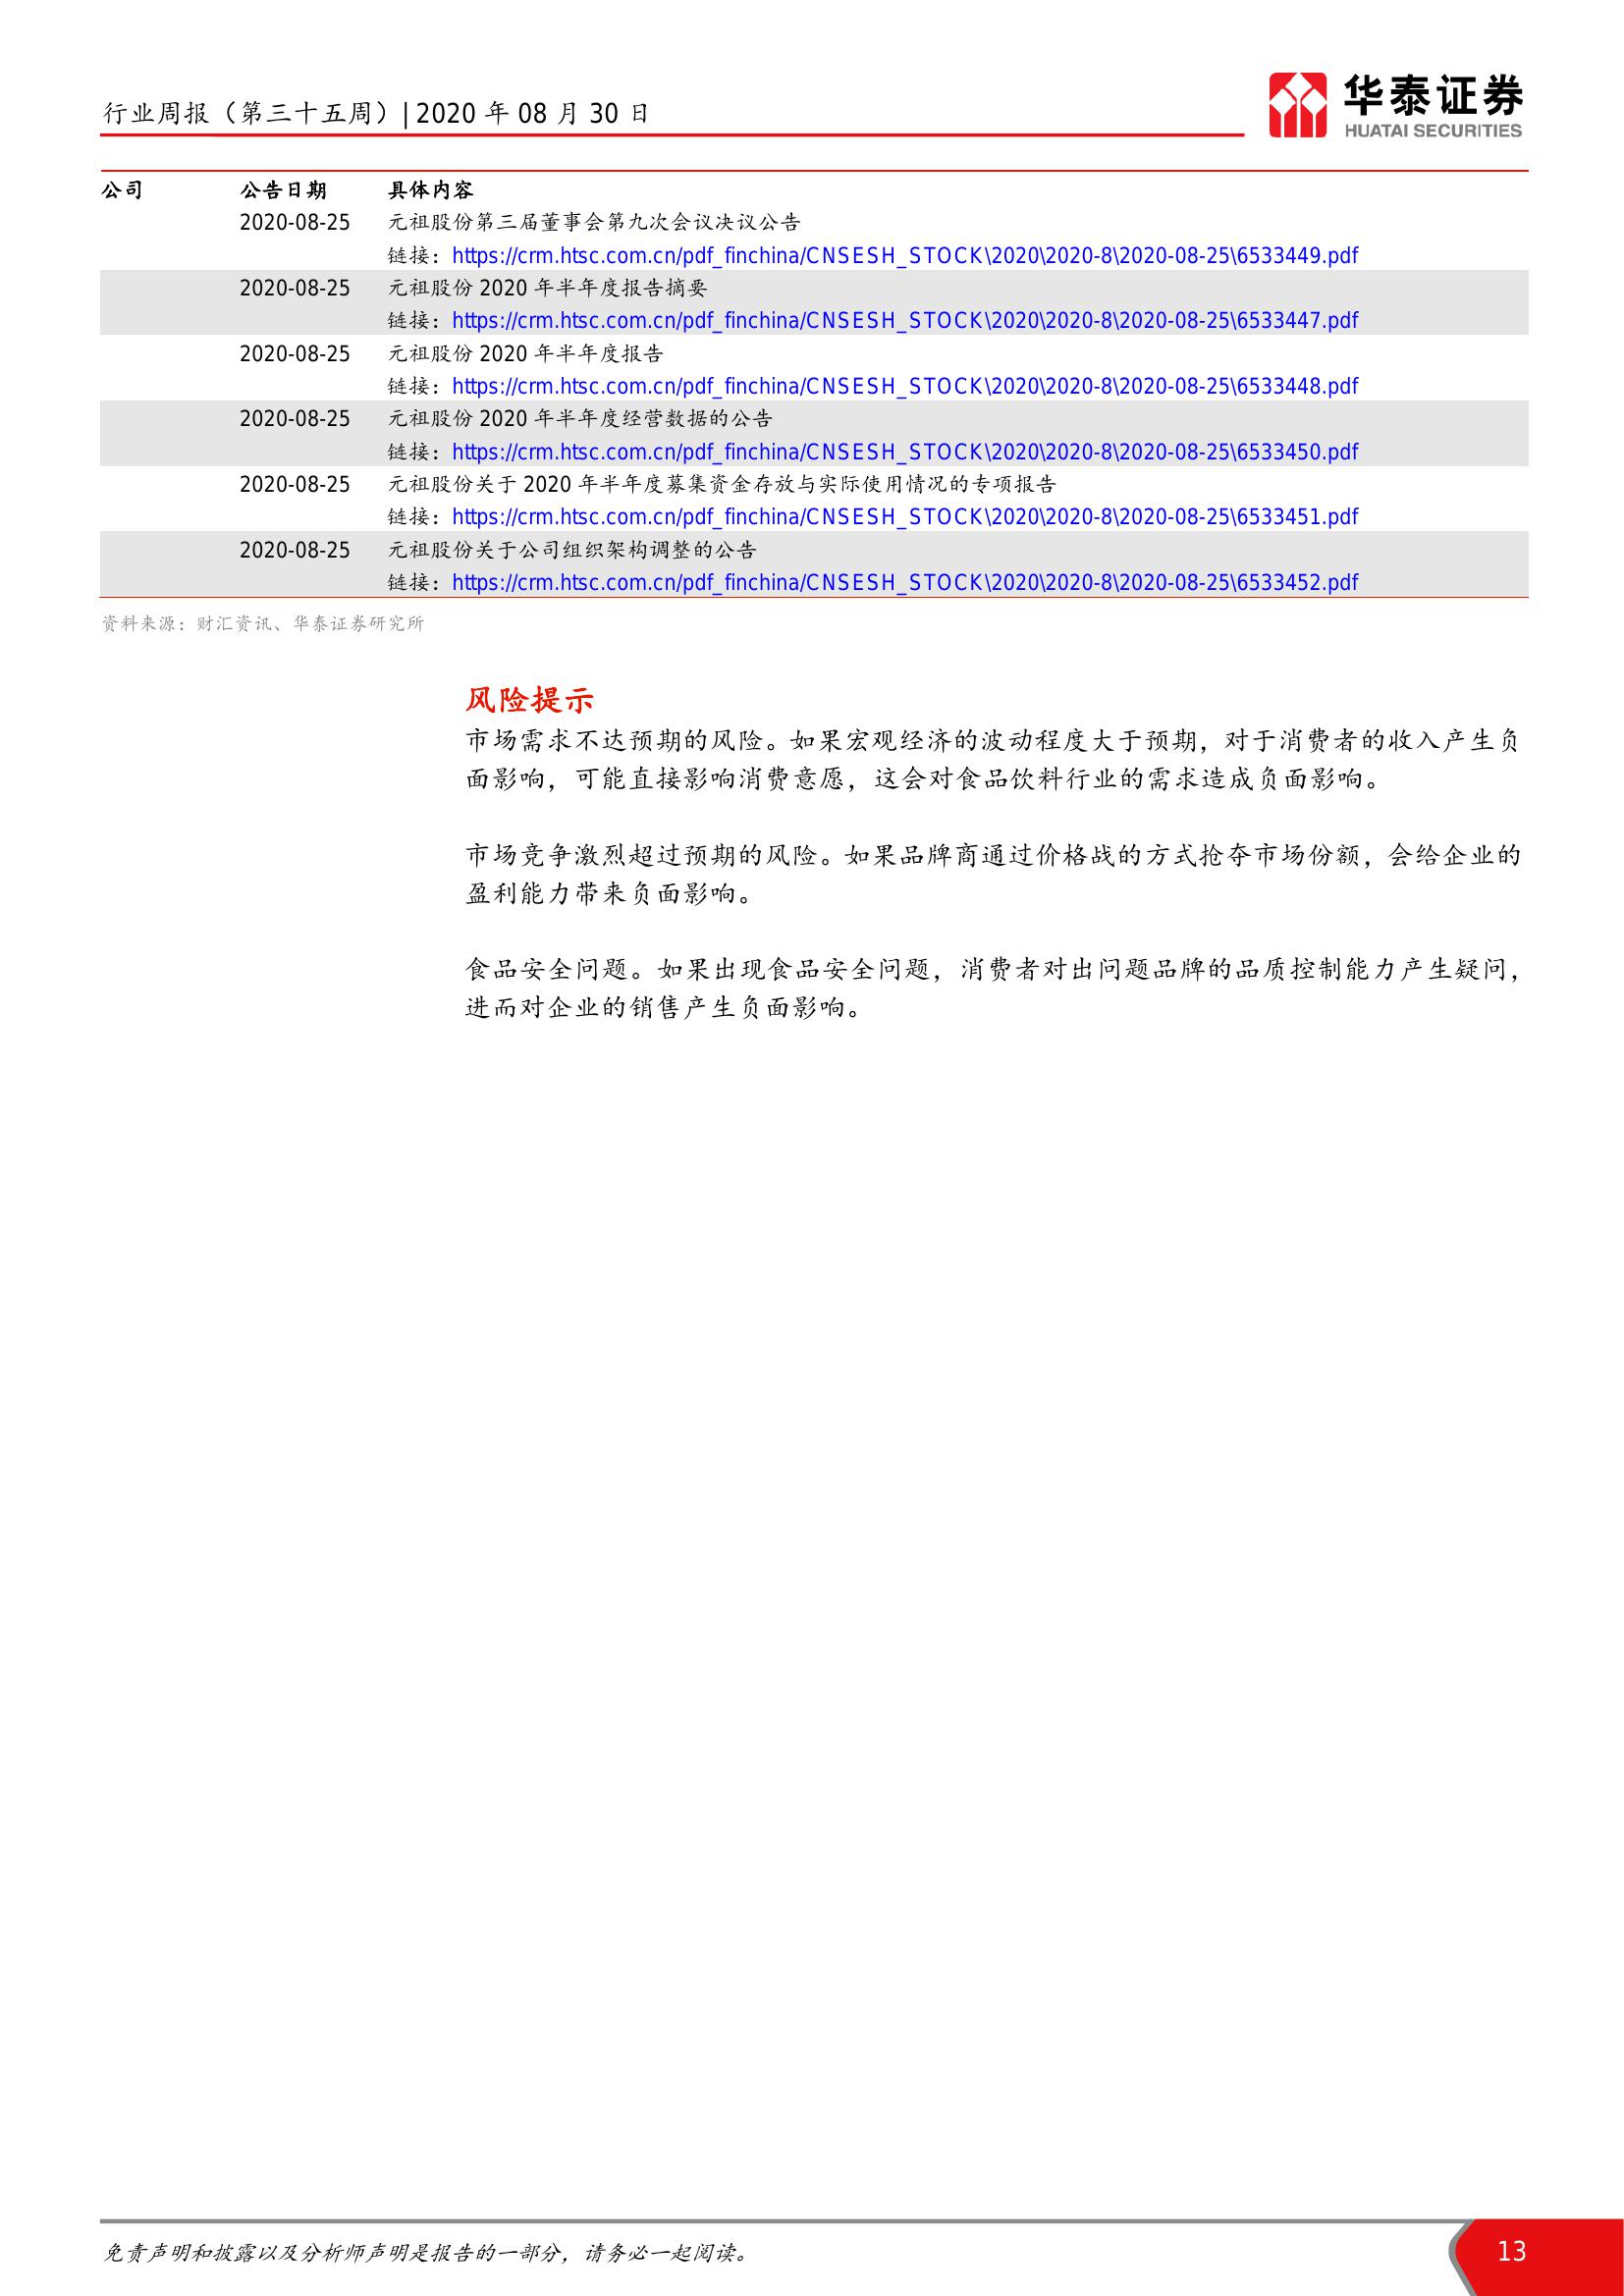 行业周报（第三十五周）| 2020 年 08 月 30 日
华泰证券
HUATAI SECURITIES
公司 公告日期 具体内容
2020-08-25 元祖股份第三届董事会第九次会议决议公告
链接：https://crm.htsc.com.cn/pdf_finchina/CNSESH_STOCK\2020\2020-8\2020-08-25\6533449.pdf
2020-08-25 元祖股份 2020 年半年度报告摘要
链接：https://crm.htsc.com.cn/pdf_finchina/CNSESH_STOCK\2020\2020-8\2020-08-25\6533447.pdf
2020-08-25 元祖股份 2020 年半年度报告
链接：https://crm.htsc.com.cn/pdf_finchina/CNSESH_STOCK\2020\2020-8\2020-08-25\6533448.pdf
2020-08-25 元祖股份 2020 年半年度经营数据的公告
链接：https://crm.htsc.com.cn/pdf_finchina/CNSESH_STOCK\2020\2020-8\2020-08-25\6533450.pdf
2020-08-25 元祖股份关于 2020 年半年度募集资金存放与实际使用情况的专项报告
链接：https://crm.htsc.com.cn/pdf_finchina/CNSESH_STOCK\2020\2020-8\2020-08-25\6533451.pdf
2020-08-25 元祖股份关于公司组织架构调整的公告
链接：https://crm.htsc.com.cn/pdf_finchina/CNSESH_STOCK\2020\2020-8\2020-08-25\6533452.pdf
资料来源：财汇资讯、华泰证券研究所
风险提示
市场需求不达预期的风险。如果宏观经济的波动程度大于预期，对于消费者的收入产生负
面影响，可能直接影响消费意愿，这会对食品饮料行业的需求造成负面影响。
市场竞争激烈超过预期的风险。如果品牌商通过价格战的方式抢夺市场份额，会给企业的
盈利能力带来负面影响。
食品安全问题。如果出现食品安全问题，消费者对出问题品牌的品质控制能力产生疑问，
进而对企业的销售产生负面影响。
免责声明和披露以及分析师声明是报告的一部分，请务必一起阅读。
13